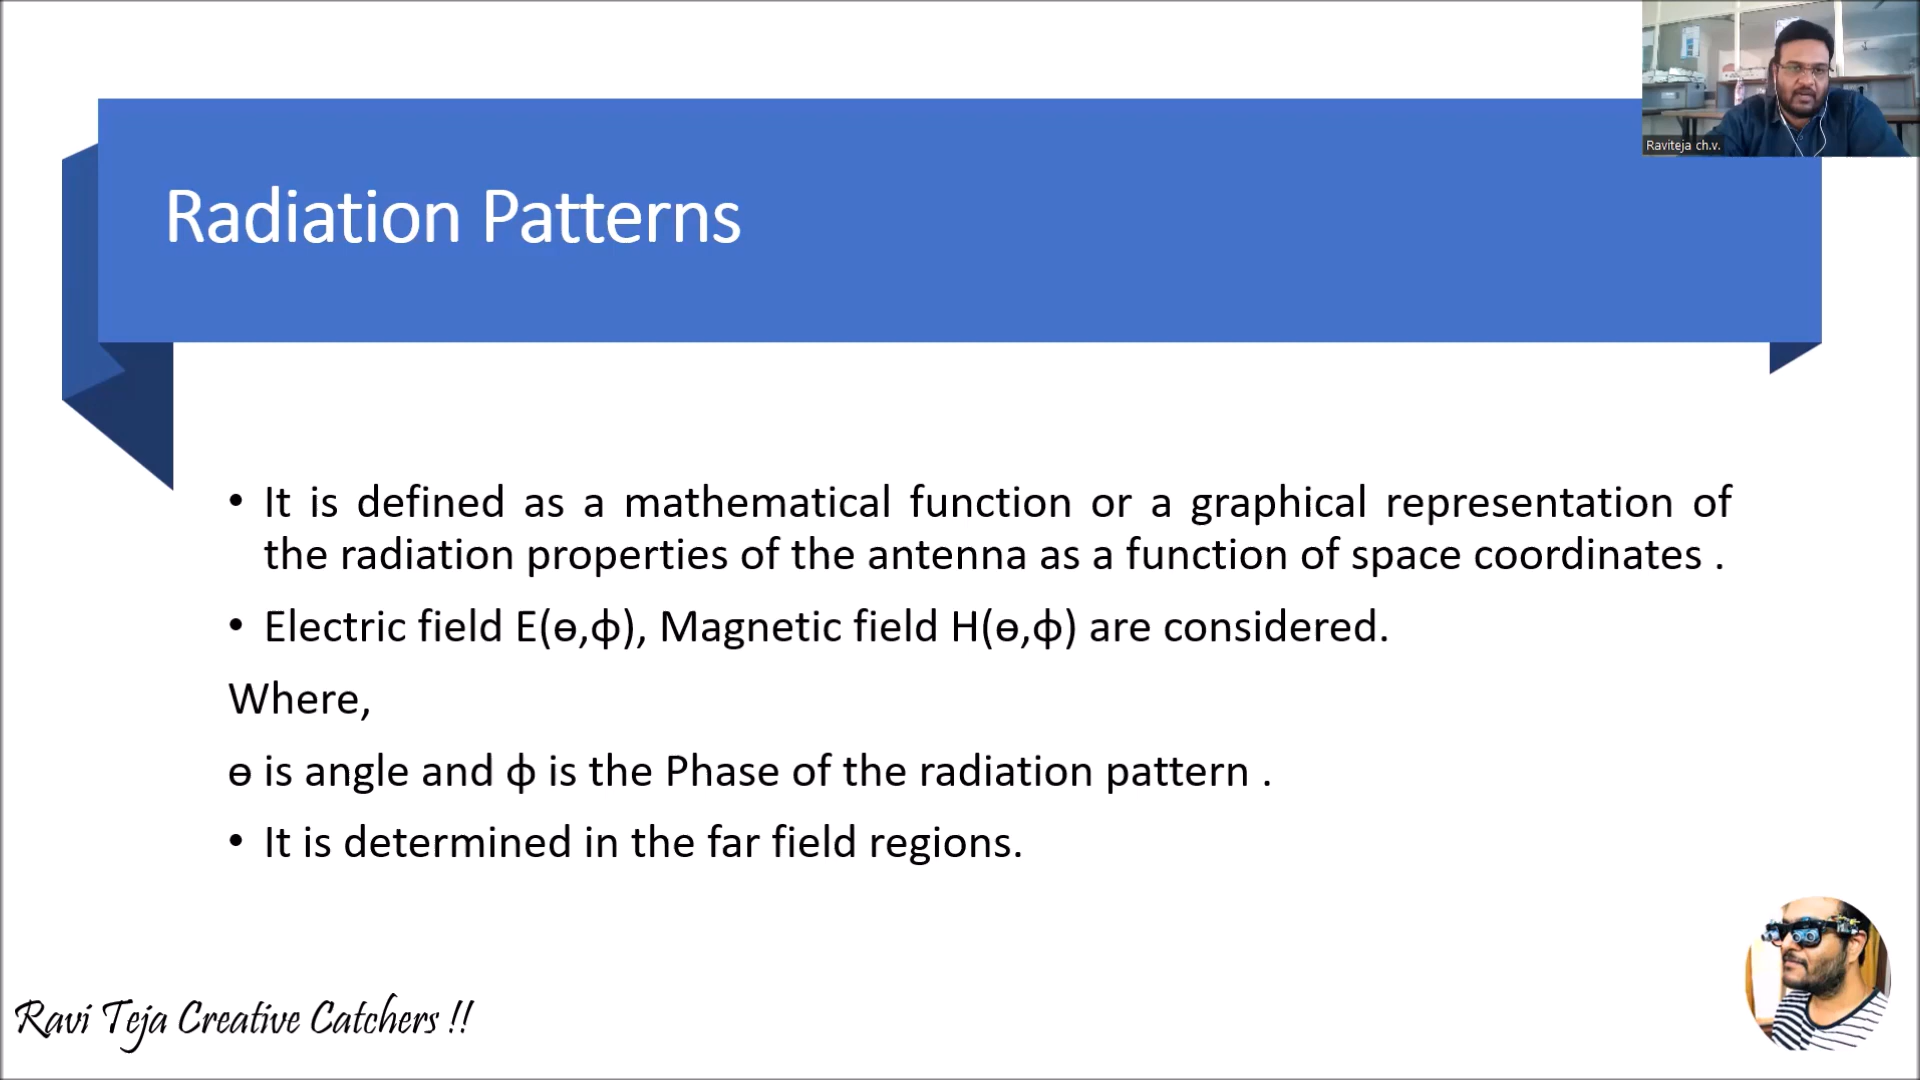 Raviteja ch.v.
Radiation Patterns
• It is defined as a mathematical function or a graphical representation of
the radiation properties of the antenna as a function of space coordinates .
• Electric field E(ɵ,ϕ), Magnetic field H(ɵ,ϕ) are considered.
Where,
ɵ is angle and ϕ is the Phase of the radiation pattern .
• It is determined in the far field regions.
Ravi Teja Creative Catchers !!